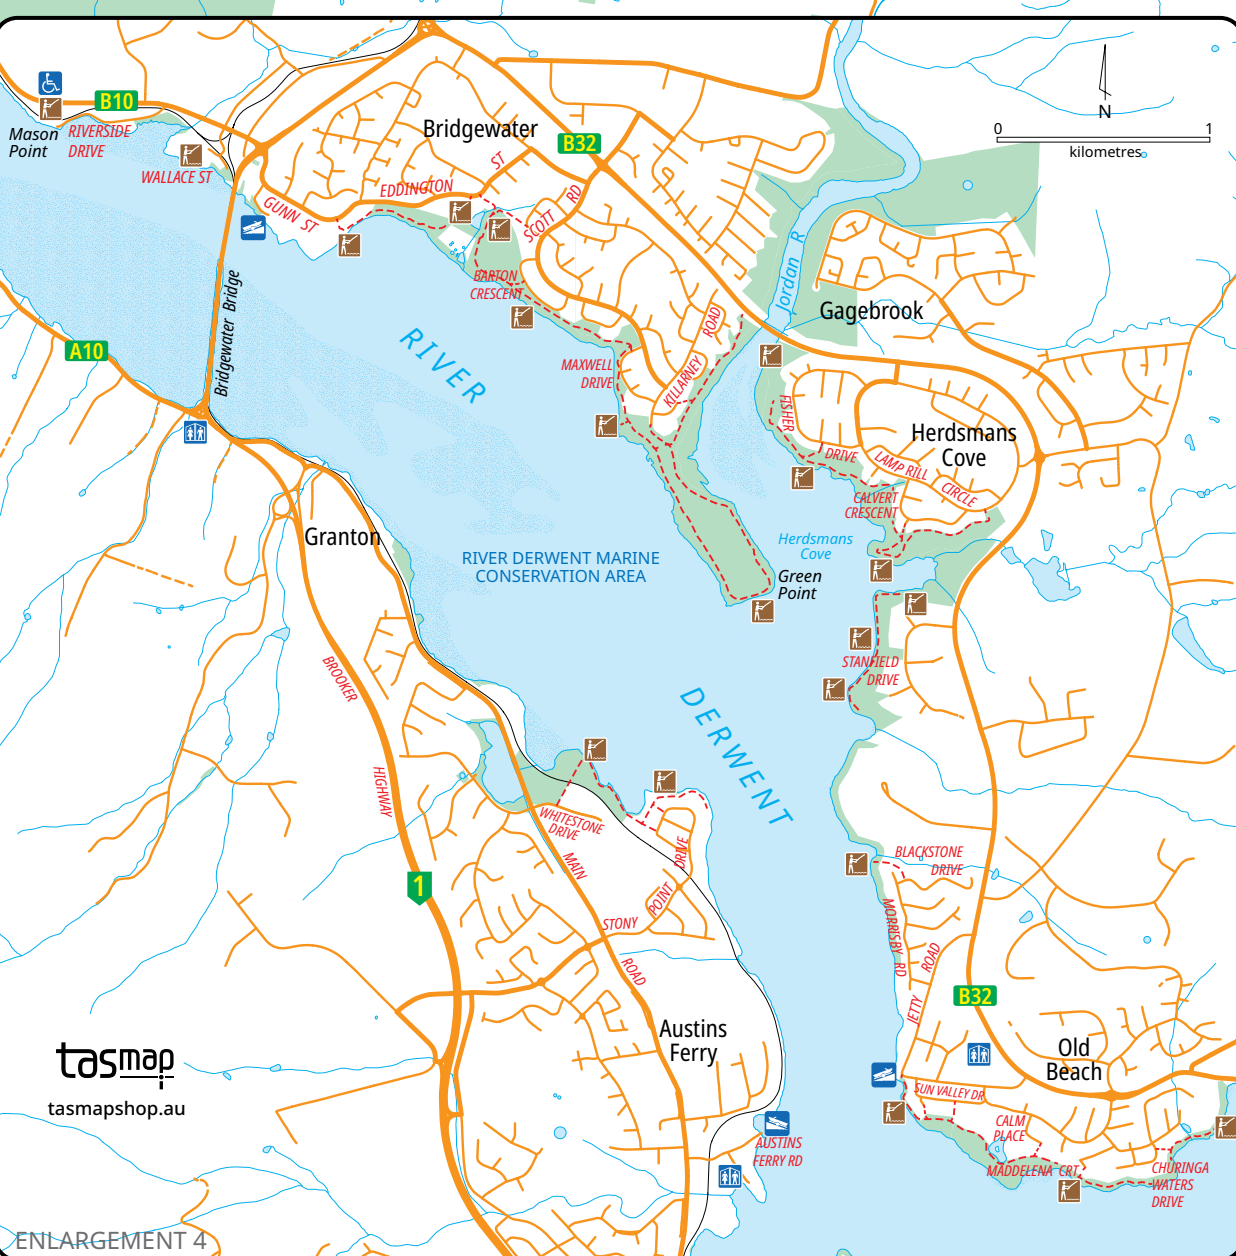 B10
Mason
Point
RIVERSIDE
DRIVE
WALLACE ST
Bridgewater
B32
EDDINGTON
ST
GUNN ST
SCOTT
RD
BARTON
CRESCENT
N
0
1
kilometres
Jordan R
Gagebrook
A10
Bridgewater Bridge
RIVER
MAXWELL
DRIVE
KILLARNEY
ROAD
FISHER
DRIVE
Herdsmans
Cove
LAMPRILL
CIRCLE
CALVERT
CRESCENT
Granton
RIVER DERWENT MARINE
CONSERVATION AREA
Herdsmans
Cove
Green
Point
STANFIELD
DRIVE
BROOKER
HIGHWAY
DERWENT
WHITESTONE
DRIVE
MAIN
ROAD
STONY
POINT
DRIVE
1
BLACKSTONE
DRIVE
MORRISBY
RD
JETTY
ROAD
B32
Austins
Ferry
Old
Beach
SUN VALLEY DR
CALM
PLACE
MADDELENA CRT
CHURINGA
WATERS
DRIVE
AUSTINS
FERRY RD
tasmap
tasmapshop.au
ENLARGEMENT 4